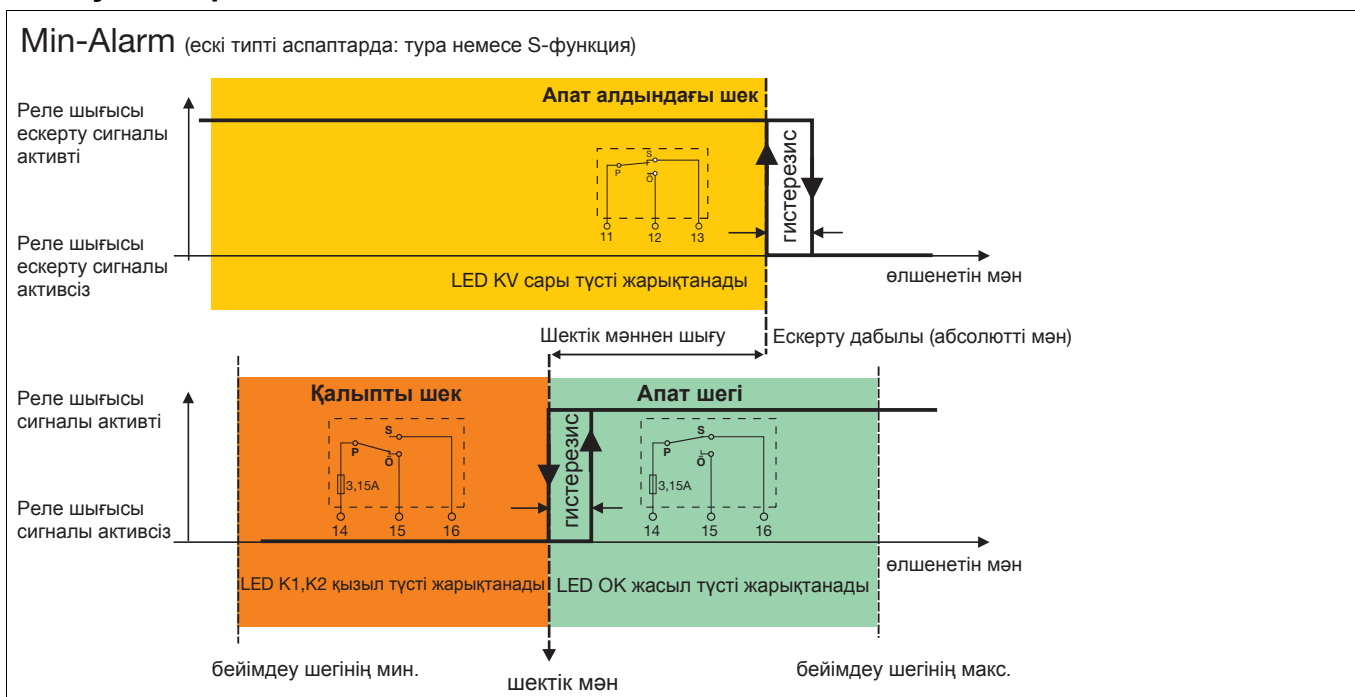 Min-Alarm (ескі типті аспаптарда: тура немесе S-функция)
Реле шығысы
ескерту сигналы
активті
Апат алдындағы шек
гистерезис
S
P
Ö
11 12 13
Реле шығысы
ескерту сигналы
активсіз
LED KV сары түсті жарықтанады
өлшенетін мән
Шектік мәннен шығу
Ескерту дабылы (абсолютті мән)
Реле шығысы
сигналы активті
Қалыпты шек
Апат шегі
S
P
Ö
3,15A
14 15 16
гистерезис
S
P
Ö
3,15A
14 15 16
Реле шығысы
сигналы активсіз
өлшенетін мән
LED K1,K2 қызыл түсті жарықтанады
LED OK жасыл түсті жарықтанады
бейімдеу шегінің мин.
шектік мән
бейімдеу шегінің макс.